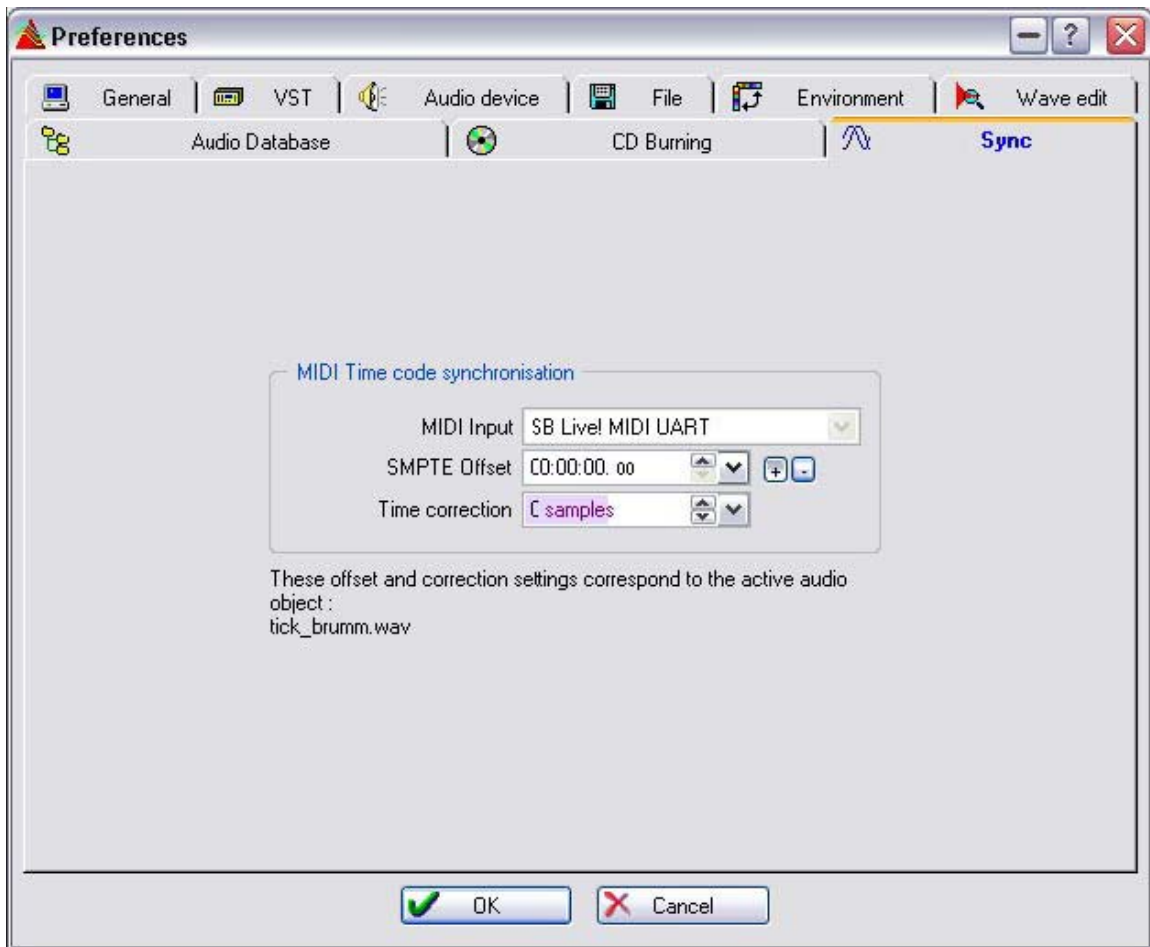 Preferences
General VST Audio device File Environment Wave edit
Audio Database CD Burning Sync
MIDI Time code synchronisation
MIDI Input SB Live! MIDI UART
SMPTE Offset C0:00:00. 00 + -
Time correction C samples
These offset and correction settings correspond to the active audio
object :
tick_brumm.wav
OK Cancel